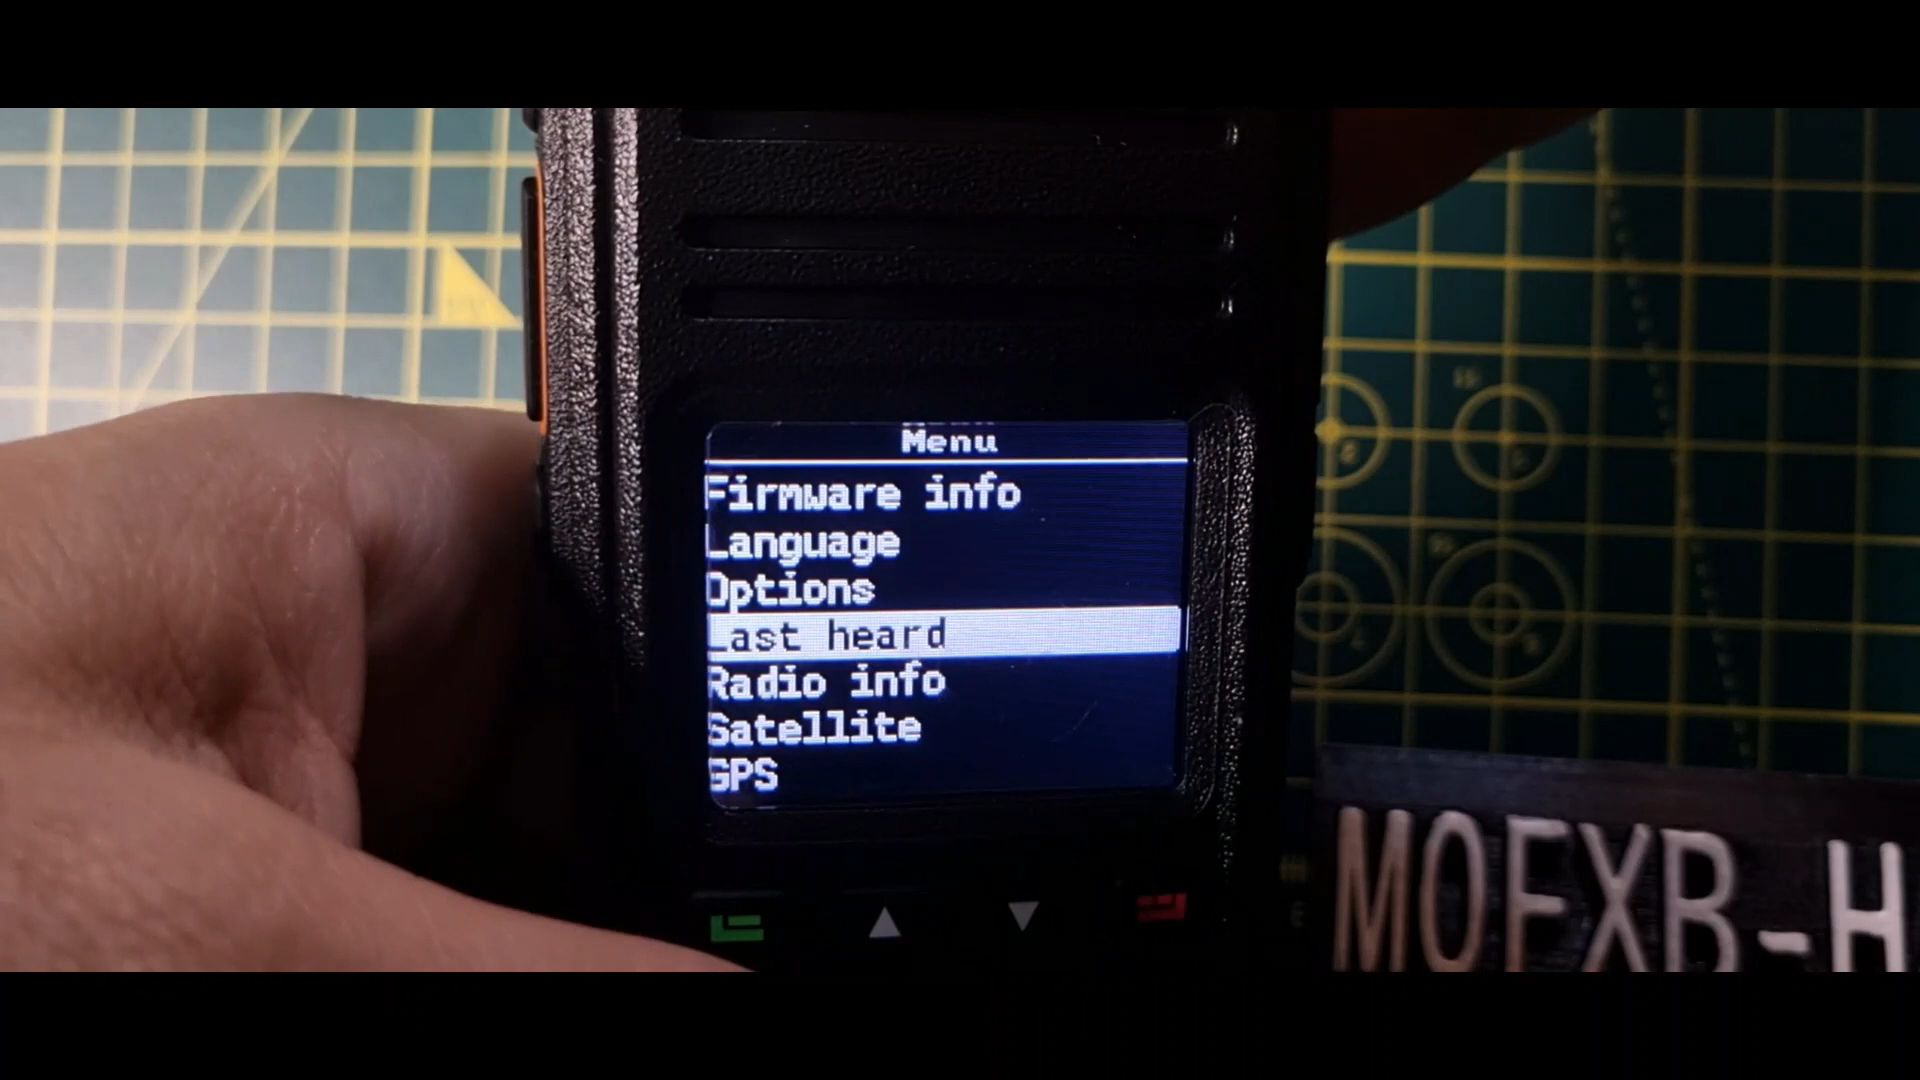 Menu
Firmware info
Language
Options
Last heard
Radio info
Satellite
GPS
M0FXB-H